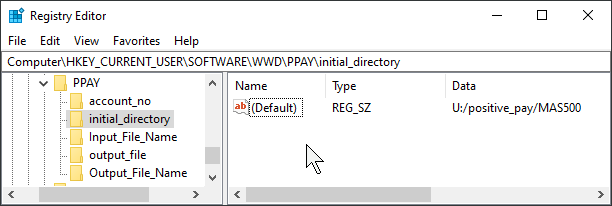 Registry Editor
File Edit View Favorites Help
Computer\HKEY_CURRENT_USER\SOFTWARE\WWD\PPAY\initial_directory
PPAY
account_no
initial_directory
Input_File_Name
output_file
Output_File_Name
Name Type Data
ab (Default) REG_SZ U:/positive_pay/MAS500